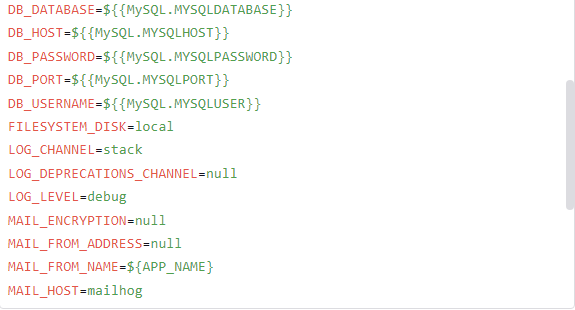 DB_DATABASE=${{MySQL.MYSQLDATABASE}}
DB_HOST=${{MySQL.MYSQLHOST}}
DB_PASSWORD=${{MySQL.MYSQLPASSWORD}}
DB_PORT=${{MySQL.MYSQLPORT}}
DB_USERNAME=${{MySQL.MYSQLUSER}}
FILESYSTEM_DISK=local
LOG_CHANNEL=stack
LOG_DEPRECATIONS_CHANNEL=null
LOG_LEVEL=debug
MAIL_ENCRYPTION=null
MAIL_FROM_ADDRESS=null
MAIL_FROM_NAME=${APP_NAME}
MAIL_HOST=mailhog